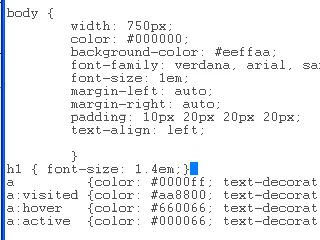 body {
width: 750px;
color: #000000;
background-color: #eeffaa;
font-family: verdana, arial,
font-size: 1em;
margin-left: auto;
margin-right: auto;
padding: 10px 20px 20px 20px;
text-align: left;
}
h1 { font-size: 1.4em;}
a {color: #0000ff; text-decorat
a:visited {color: #aa8800; text-decorat
a:hover {color: #660066; text-decorat
a:active {color: #000066; text-decorat